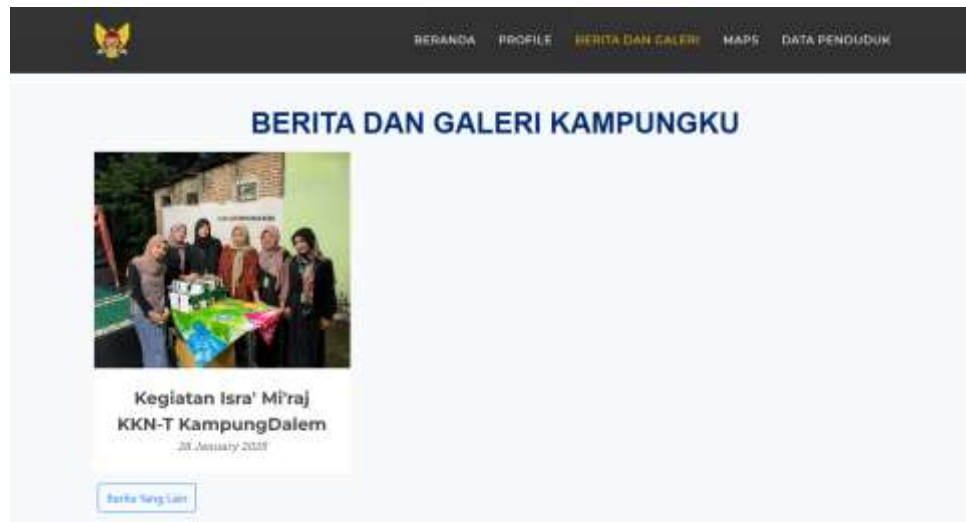 BERANDA PROFILE BERITA DAN GALERI MAPS DATA PENDUDUK
BERITA DAN GALERI KAMPUNGKU
Kegiatan Isra' Mi'raj
KKN-T KampungDalem
28 January 2025
Berita Yang Lain